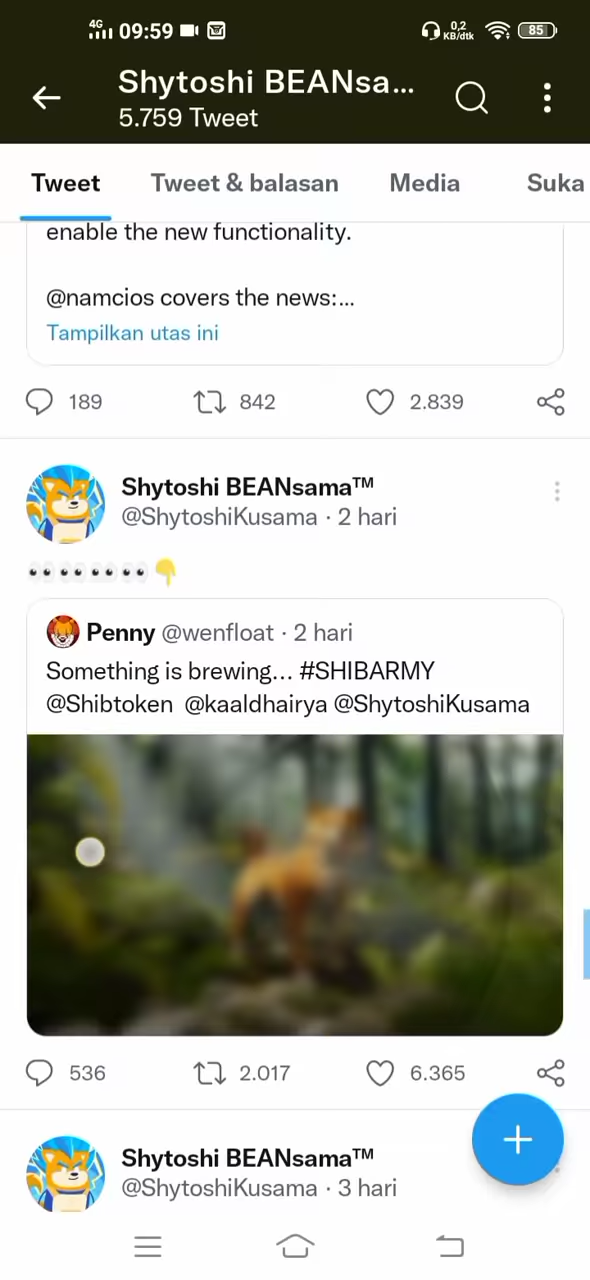 4G 09:59 0,2 KB/dtk 85
Shytoshi BEANsa...
5.759 Tweet
Tweet Tweet & balasan Media Suka
enable the new functionality.
@namcios covers the news:...
Tampilkan utas ini
189 842 2.839
Shytoshi BEANsama™
@ShytoshiKusama · 2 hari
Penny @wenfloat · 2 hari
Something is brewing... #SHIBARMY
@Shibtoken @kaaldhairya @ShytoshiKusama
536 2.017 6.365
Shytoshi BEANsama™
@ShytoshiKusama · 3 hari